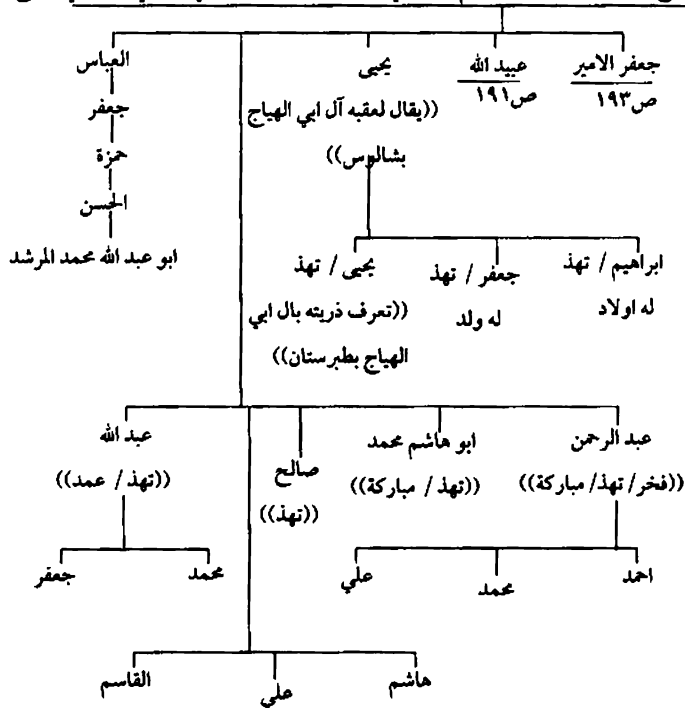 جعفر الامير
ص١٩٣
عبيد الله
ص١٩١
يحيى
((يقال لعقبه آل ابي الهياج
بشالوس))
العباس
جعفر
حمزة
الحسن
ابو عبد الله محمد المرشد
ابراهيم / تهذ
له اولاد
جعفر / تهذ
له ولد
يحيى / تهذ
((تعرف ذريته بال ابي
الهياج بطبرستان))
عبد الرحمن
((فخر/ تهذ/ مباركة))
ابو هاشم محمد
((تهذ / مباركة))
صالح
((تهذ))
عبد الله
((تهذ / عمد))
احمد
محمد
علي
محمد
جعفر
هاشم
علي
القاسم